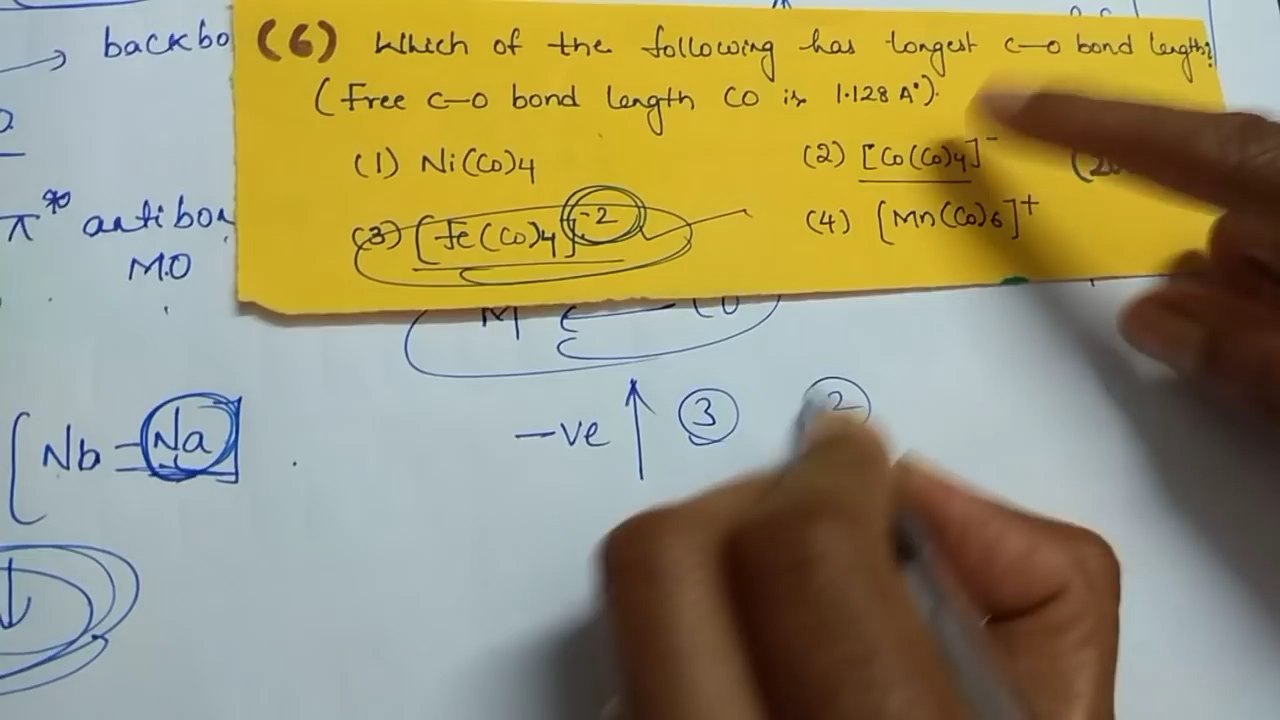 (6) Which of the following has longest C-O bond length?
(Free C-O bond length CO is 1.128 A°).
(1) Ni(CO)4
(2) [Co(CO)4]⁻
(3) [Fe(CO)4]⁻²
(4) [Mn(CO)6]⁺
backbo
π* antibon
M.O
M CO
Nb = Na
-ve ↑ 3 2